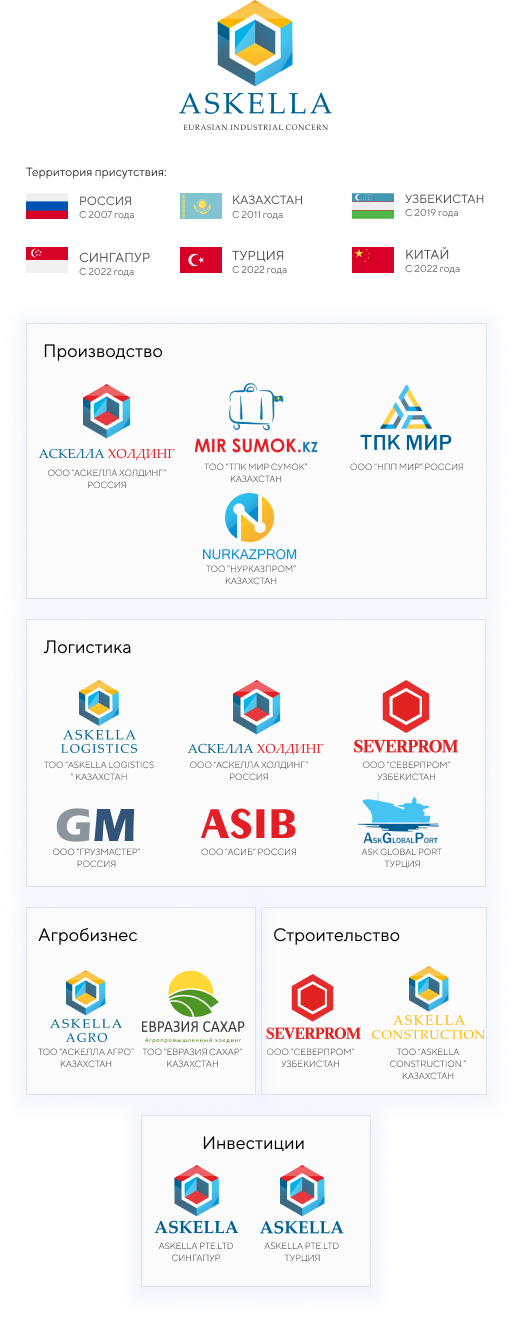 ASKELLA
EURASIAN INDUSTRIAL CONCERN
Территория присутствия:
РОССИЯ
С 2007 года
КАЗАХСТАН
С 2011 года
УЗБЕКИСТАН
С 2019 года
СИНГАПУР
С 2022 года
ТУРЦИЯ
С 2022 года
КИТАЙ
С 2022 года
Производство
АСКЕЛЛА ХОЛДИНГ
ООО "АСКЕЛЛА ХОЛДИНГ"
РОССИЯ
MIR SUMOK.KZ
ТОО "ТПК МИР СУМОК"
КАЗАХСТАН
ТПК МИР
ООО "НПП МИР" РОССИЯ
NURKAZPROM
ТОО "НУРКАЗПРОМ"
КАЗАХСТАН
Логистика
ASKELLA
LOGISTICS
ТОО "ASKELLA LOGISTICS
" КАЗАХСТАН
АСКЕЛЛА ХОЛДИНГ
ООО "АСКЕЛЛА ХОЛДИНГ"
РОССИЯ
SEVERPROM
ООО "СЕВЕРПРОМ"
УЗБЕКИСТАН
GM
ООО "ГРУЗМАСТЕР"
РОССИЯ
ASIB
ООО "АСИБ" РОССИЯ
ASKGLOBALPORT
ASK GLOBAL PORT
ТУРЦИЯ
Агробизнес
ASKELLA
AGRO
ТОО "АСКЕЛЛА АГРО"
КАЗАХСТАН
ЕВРАЗИЯ САХАР
Агропромышленный холдинг
ТОО "ЕВРАЗИЯ САХАР"
КАЗАХСТАН
Строительство
SEVERPROM
ООО "СЕВЕРПРОМ"
УЗБЕКИСТАН
ASKELLA
CONSTRUCTION
ТОО "ASKELLA
CONSTRUCTION "
КАЗАХСТАН
Инвестиции
ASKELLA
ASKELLA PTE.LTD
СИНГАПУР
ASKELLA
ASKELLA PTE.LTD
ТУРЦИЯ